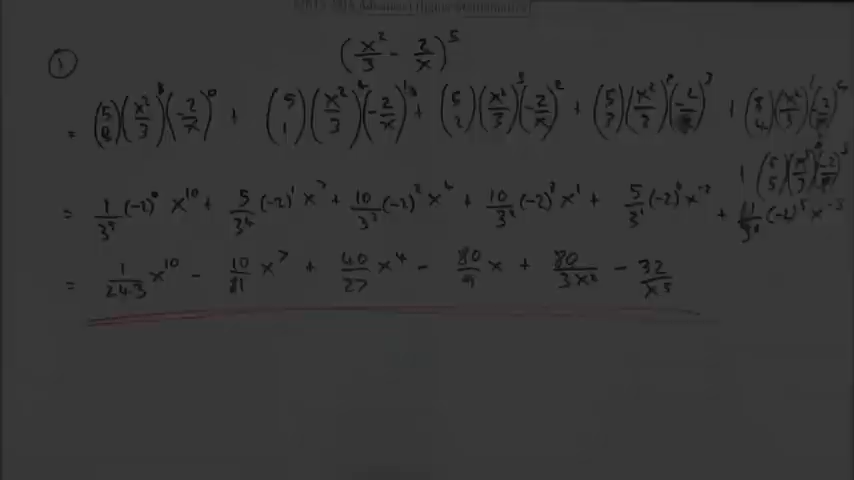 ① (x²/3 - 2/x)⁵
= (5 0)(x²/3)⁵(-2/x)⁰ + (5 1)(x²/3)⁴(-2/x)¹ + (5 2)(x²/3)³(-2/x)² + (5 3)(x²/3)²(-2/x)³ + (5 4)(x²/3)¹(-2/x)⁴
+ (5 5)(x²/3)⁰(-2/x)⁵
= 1/3⁵ (-2)⁰ x¹⁰ + 5/3⁴ (-2)¹ x⁷ + 10/3³ (-2)² x⁴ + 10/3² (-2)³ x¹ + 5/3¹ (-2)⁴ x⁻² + 1/3⁰ (-2)⁵ x⁻⁵
= 1/243 x¹⁰ - 10/81 x⁷ + 40/27 x⁴ - 80/9 x + 80/3x² - 32/x⁵